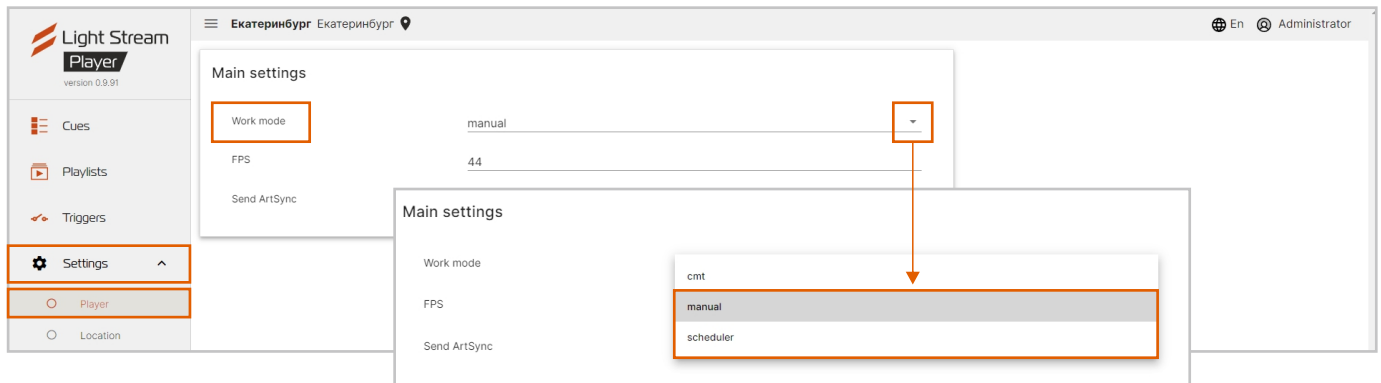 Light Stream
Player
version 0.9.91
Cues
Playlists
Triggers
Settings
Player
Location
Екатеринбург Екатеринбург
En Administrator
Main settings
Work mode manual
FPS 44
Send ArtSync
Main settings
Work mode
FPS
Send ArtSync
cmt
manual
scheduler